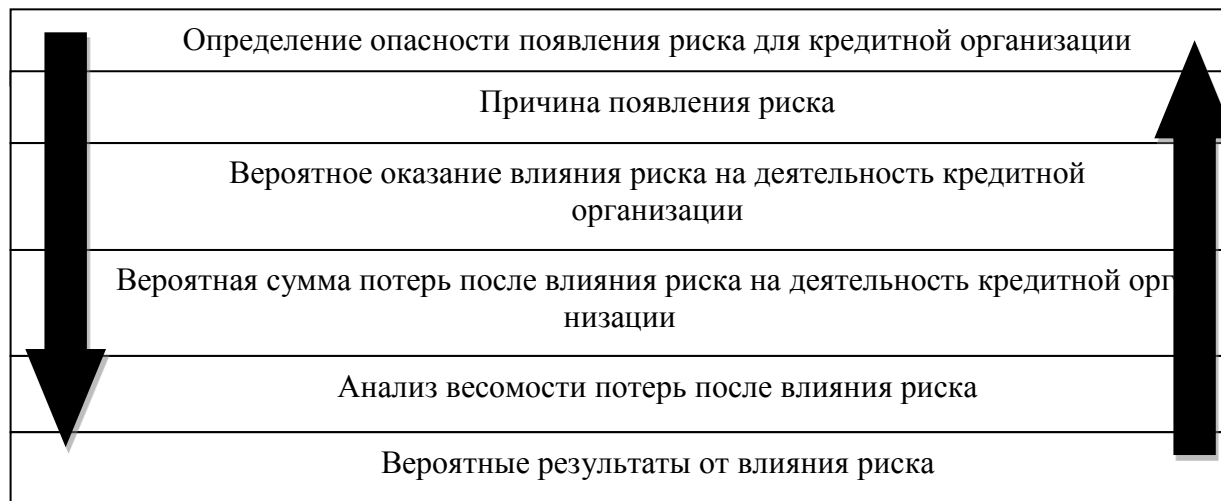 Определение опасности появления риска для кредитной организации
Причина появления риска
Вероятное оказание влияния риска на деятельность кредитной
организации
Вероятная сумма потерь после влияния риска на деятельность кредитной орг
низации
Анализ весомости потерь после влияния риска
Вероятные результаты от влияния риска